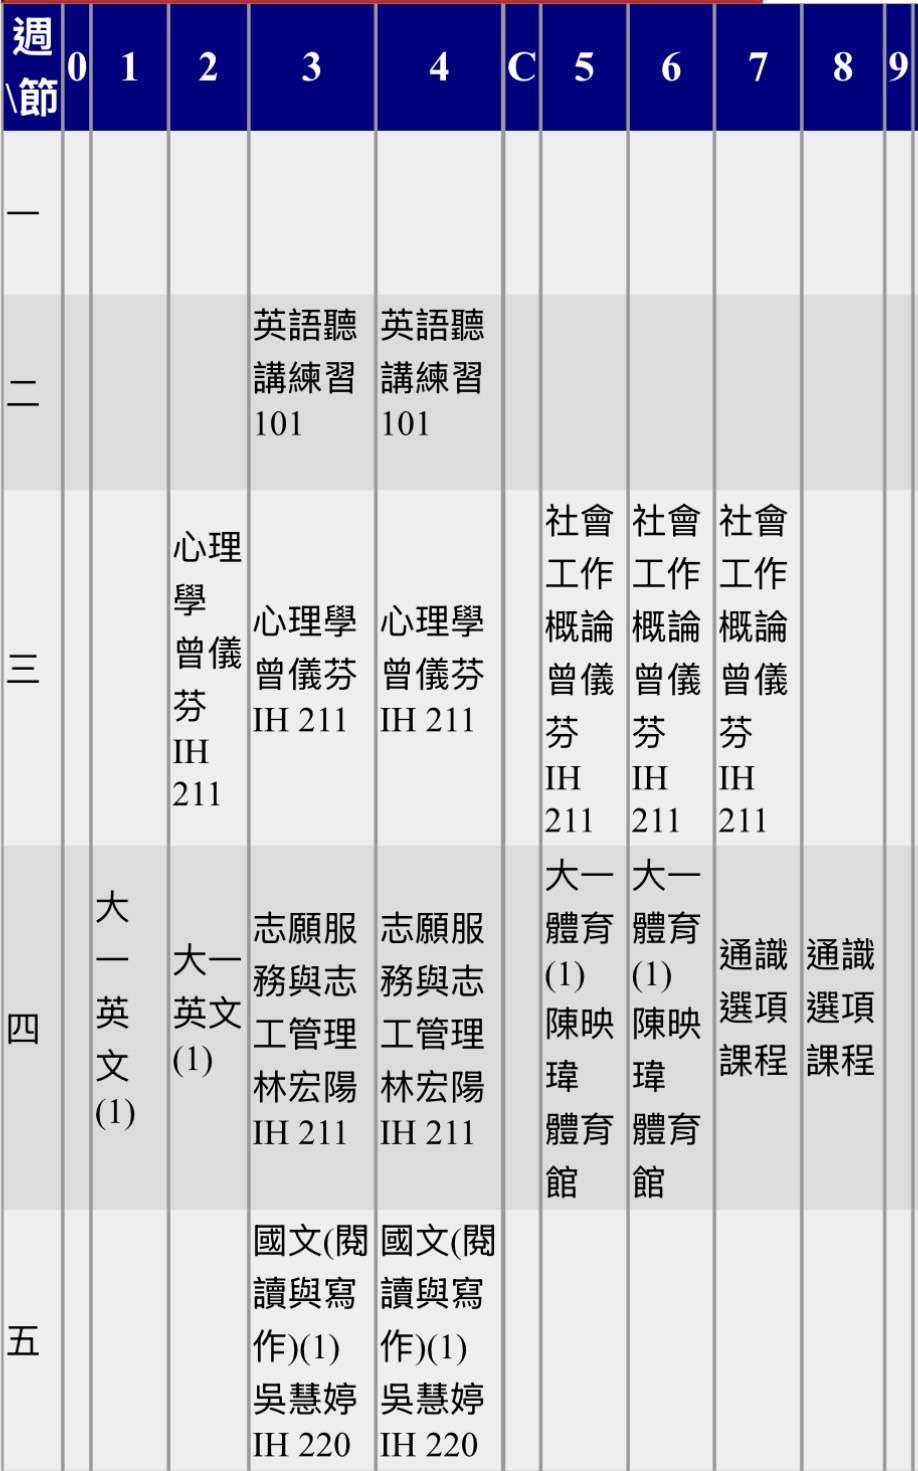 週
\節
0
1
2
3
4
C
5
6
7
8
9
一
二
英語聽
講練習
101
英語聽
講練習
101
三
心理
學
曾儀
芬
IH
211
心理學
曾儀芬
IH 211
心理學
曾儀芬
IH 211
社會
工作
概論
曾儀
芬
IH
211
社會
工作
概論
曾儀
芬
IH
211
社會
工作
概論
曾儀
芬
IH
211
四
大
一
英
文
(1)
大一
英文
(1)
志願服
務與志
工管理
林宏陽
IH 211
志願服
務與志
工管理
林宏陽
IH 211
大一
體育
(1)
陳映
瑋
體育
館
大一
體育
(1)
陳映
瑋
體育
館
通識
選項
課程
通識
選項
課程
五
國文(閱
讀與寫
作)(1)
吳慧婷
IH 220
國文(閱
讀與寫
作)(1)
吳慧婷
IH 220